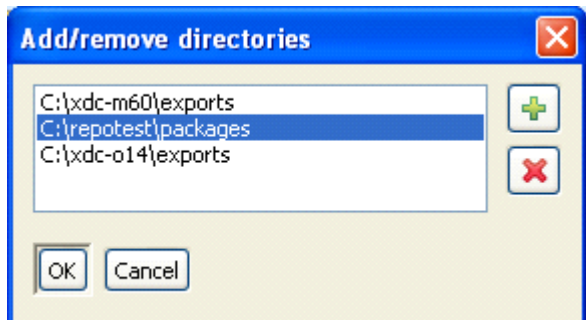 Add/remove directories
C:\xdc-m60\exports
C:\repotest\packages
C:\xdc-o14\exports
OK
Cancel